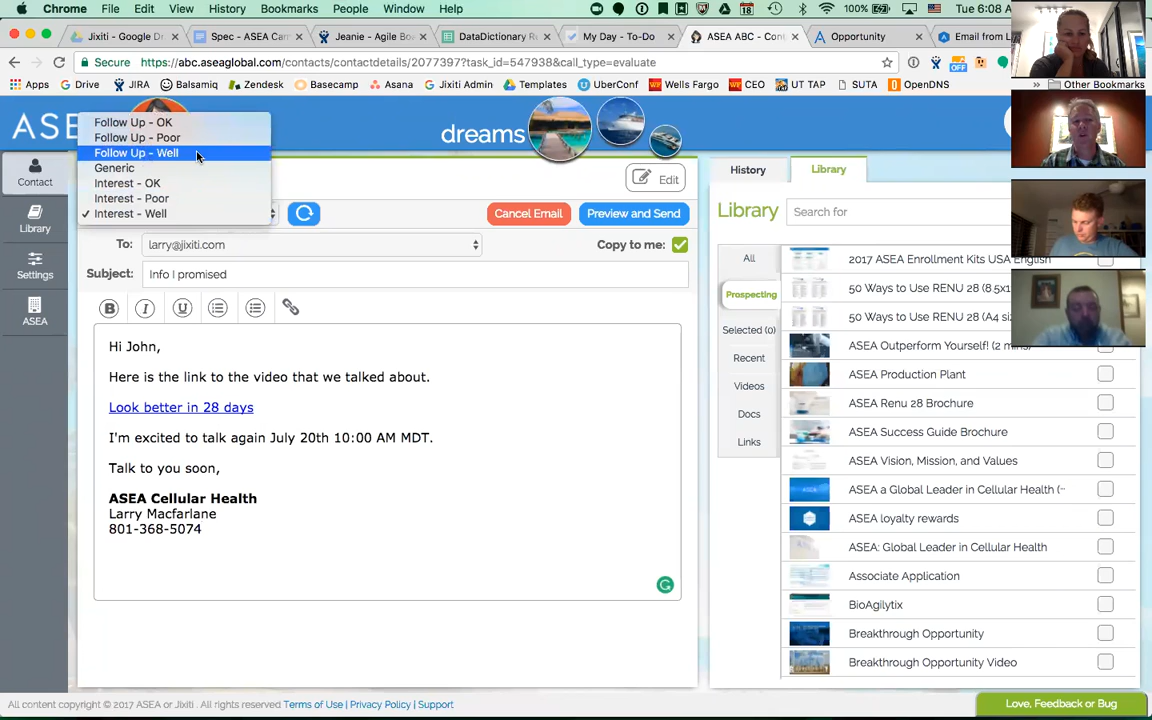 Chrome File Edit View History Bookmarks People Window Help
100% Tue 6:08 A
Jixiti - Google Dr
Spec - ASEA Cam
Jeanie - Agile Boa
DataDictionary R
My Day - To-Do
ASEA ABC - Con
Opportunity
Email from L
Secure https://abc.aseaglobal.com/contacts/contactdetails/2077397?task_id=547938&call_type=evaluate
Apps Drive JIRA Balsamiq Zendesk Basecamp Asana Jixiti Admin Templates UberConf Wells Fargo CEO UT TAP SUTA OpenDNS » Other Bookmarks
OFF
ASE
dreams
Follow Up - OK
Follow Up - Poor
Follow Up - Well
Generic
Interest - OK
Interest - Poor
✓ Interest - Well
Contact
Library
Settings
ASEA
Edit
Cancel Email
Preview and Send
To: larry@jixiti.com
Copy to me:
Subject: Info I promised
B I U
Hi John,
Here is the link to the video that we talked about.
Look better in 28 days
I'm excited to talk again July 20th 10:00 AM MDT.
Talk to you soon,
ASEA Cellular Health
Larry Macfarlane
801-368-5074
History
Library
Library
Search for
All
Prospecting
Selected (0)
Recent
Videos
Docs
Links
2017 ASEA Enrollment Kits USA English
50 Ways to Use RENU 28 (8.5x1
50 Ways to Use RENU 28 (A4 siz
ASEA Outperform Yourself! (2 mins)
ASEA Production Plant
ASEA Renu 28 Brochure
ASEA Success Guide Brochure
ASEA Vision, Mission, and Values
ASEA a Global Leader in Cellular Health (-
ASEA loyalty rewards
ASEA: Global Leader in Cellular Health
Associate Application
BioAgilytix
Breakthrough Opportunity
Breakthrough Opportunity Video
All content copyright © 2017 ASEA or Jixiti . All rights reserved Terms of Use | Privacy Policy | Support
Love, Feedback or Bug